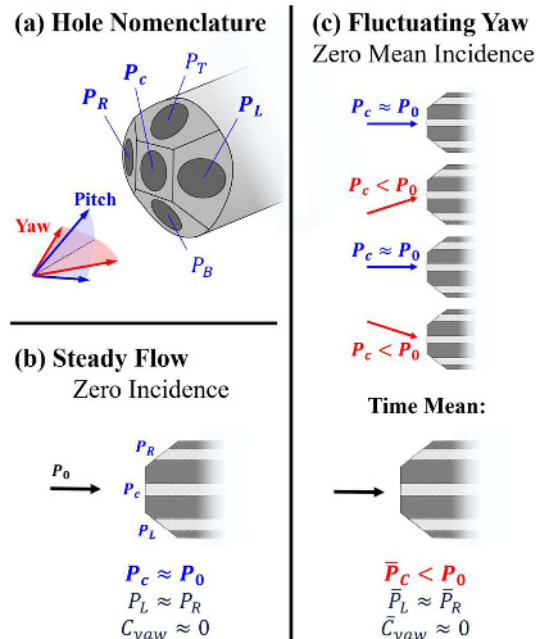 (a) Hole Nomenclature
P_T
P_c
P_R
P_L
Pitch
Yaw
P_B
(b) Steady Flow
Zero Incidence
P_R
P_0
P_c
P_L
P_c ≈ P_0
P_L ≈ P_R
C_yaw ≈ 0
(c) Fluctuating Yaw
Zero Mean Incidence
P_c ≈ P_0
P_c < P_0
P_c ≈ P_0
P_c < P_0
Time Mean:
P̅_C < P_0
P̅_L ≈ P̅_R
C̅_yaw ≈ 0